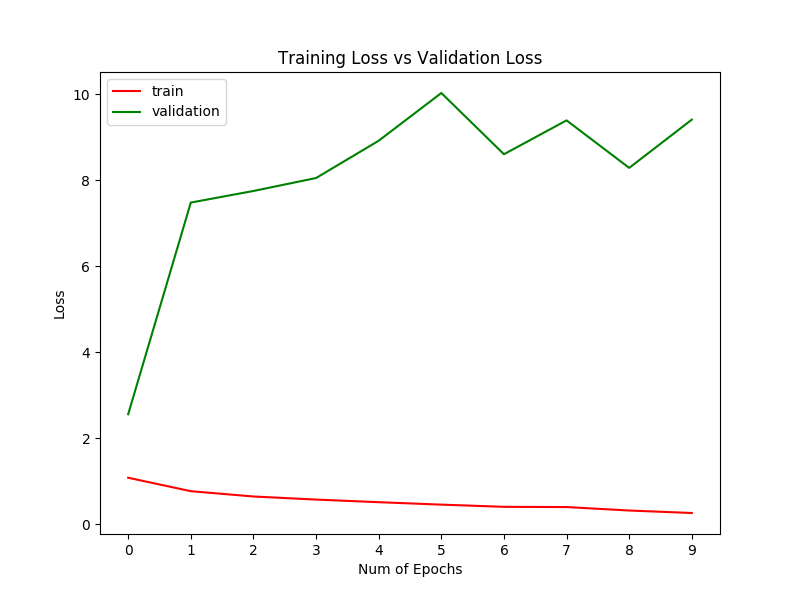 Training Loss vs Validation Loss
train
validation
10
8
6
4
2
0
Loss
0 1 2 3 4 5 6 7 8 9
Num of Epochs